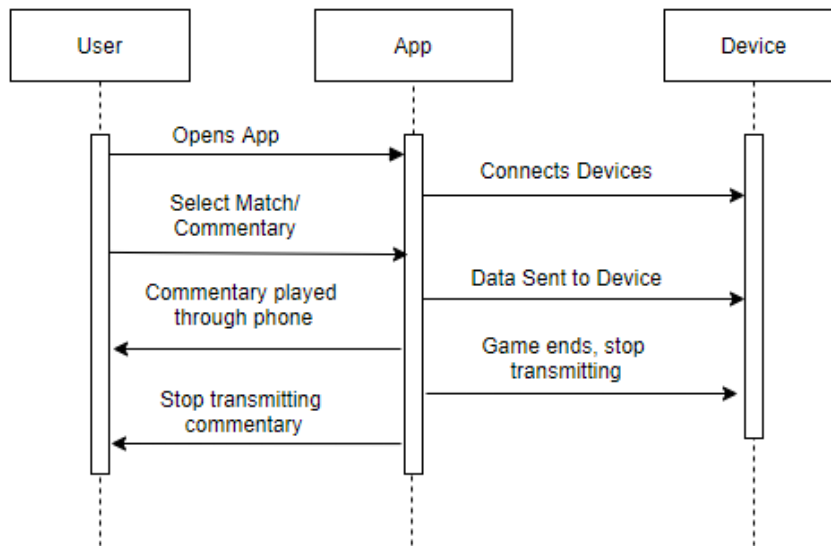 User
App
Device
Opens App
Connects Devices
Select Match/
Commentary
Data Sent to Device
Commentary played
through phone
Game ends, stop
transmitting
Stop transmitting
commentary